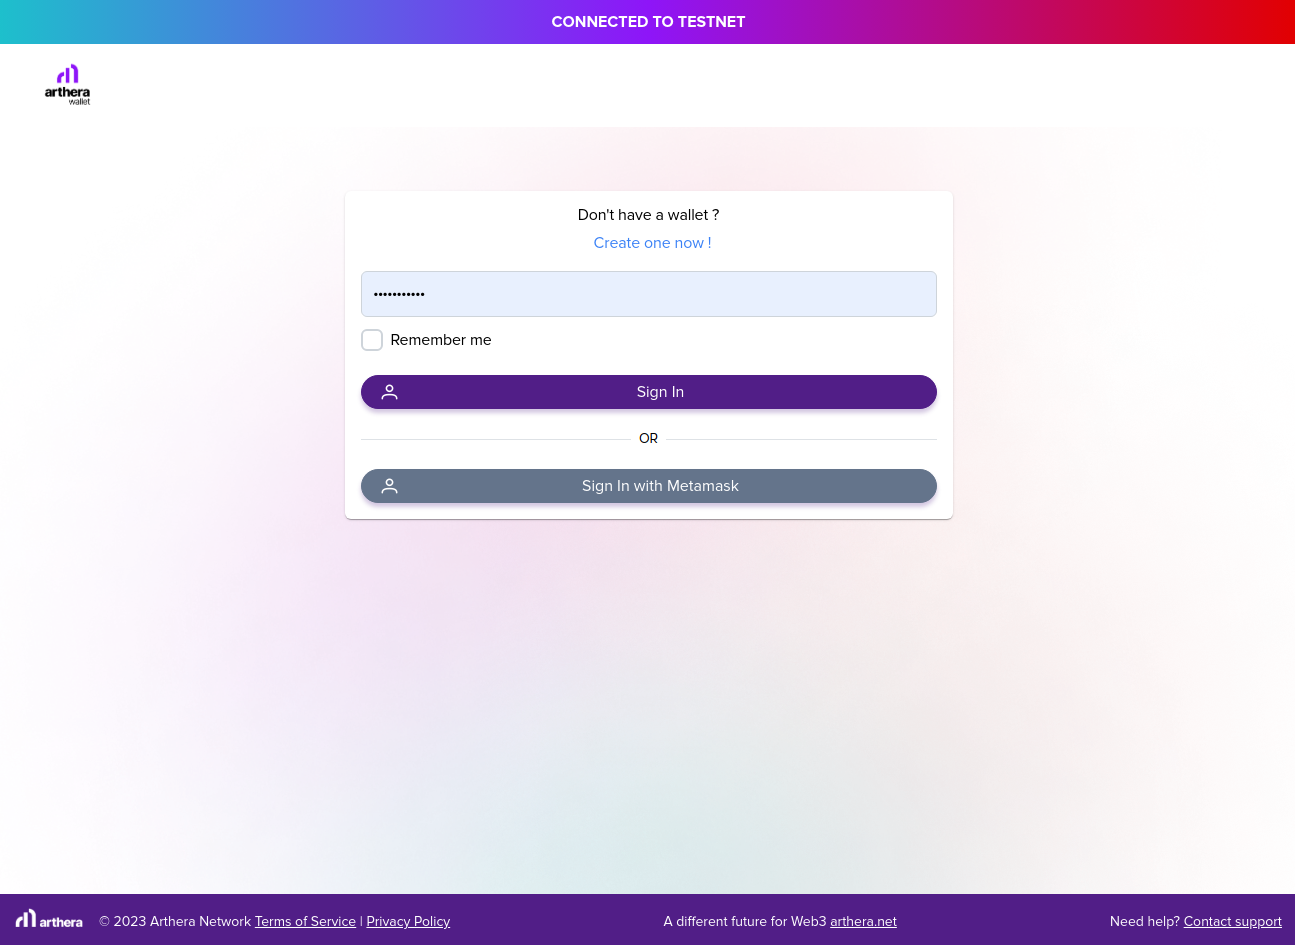 CONNECTED TO TESTNET
arthera
wallet
Don't have a wallet ?
Create one now !
•••••••••••
Remember me
Sign In
OR
Sign In with Metamask
arthera © 2023 Arthera Network Terms of Service | Privacy Policy
A different future for Web3 arthera.net
Need help? Contact support